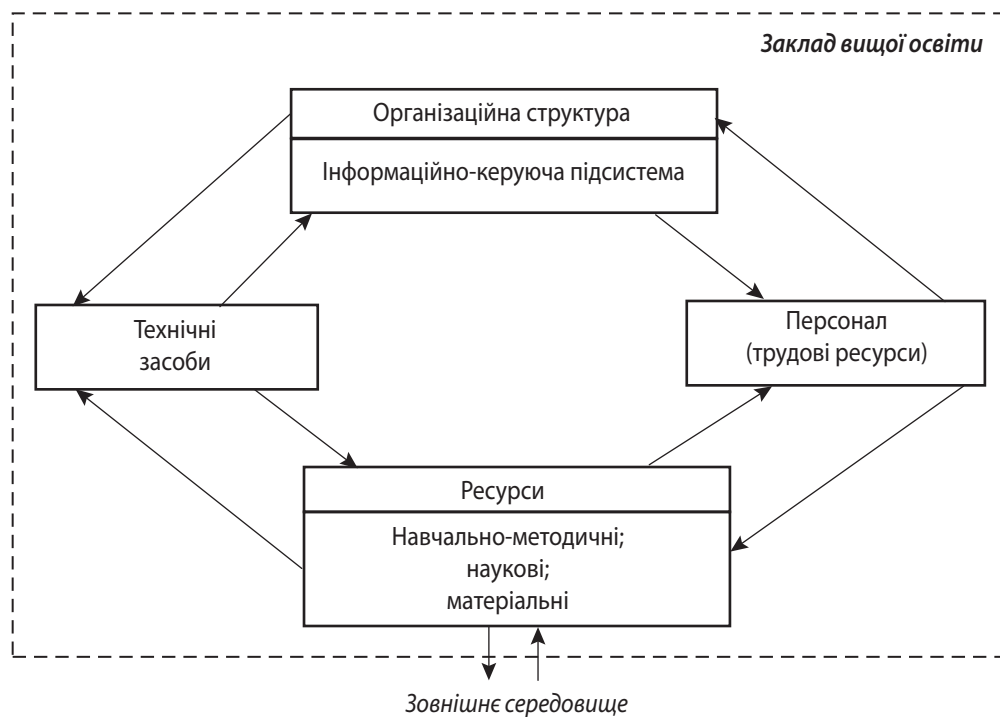 Заклад вищої освіти
Організаційна структура
Інформаційно-керуюча підсистема
Технічні
засоби
Персонал
(трудові ресурси)
Ресурси
Навчально-методичні;
наукові;
матеріальні
Зовнішнє середовище